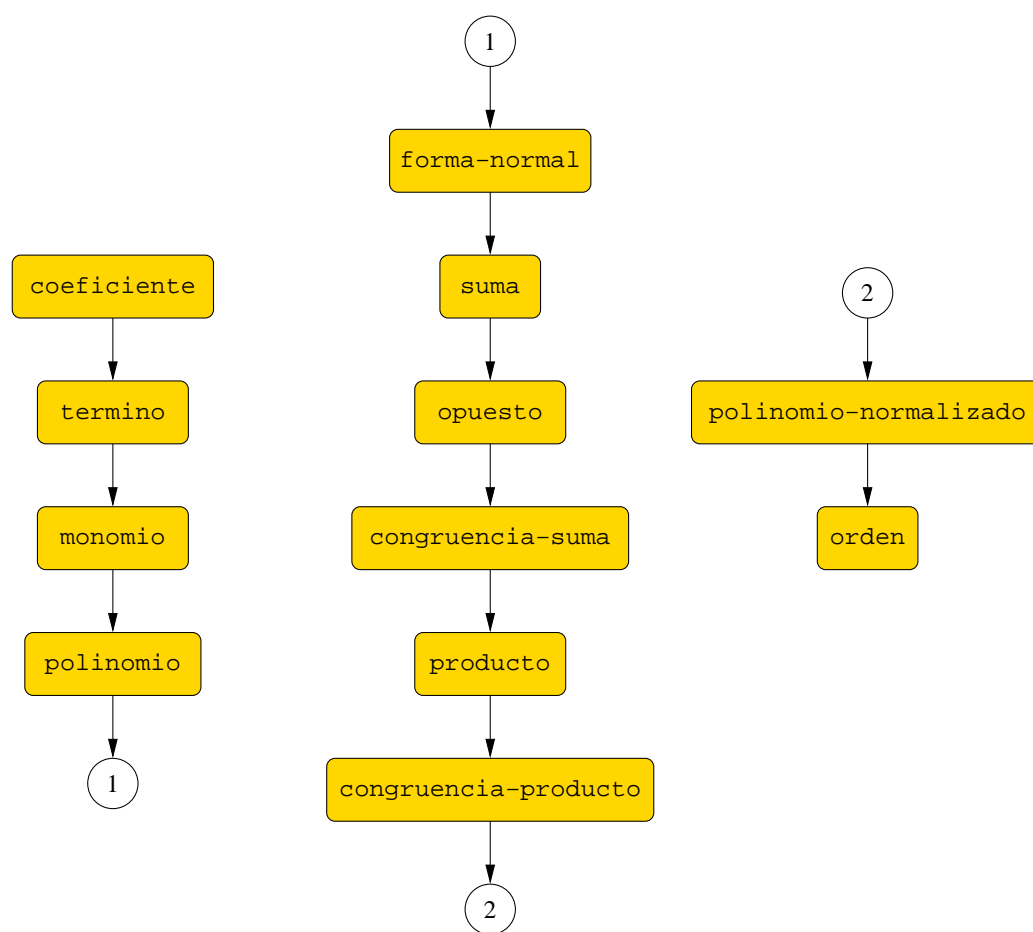 coeficiente
termino
monomio
polinomio
1
1
forma-normal
suma
opuesto
congruencia-suma
producto
congruencia-producto
2
2
polinomio-normalizado
orden